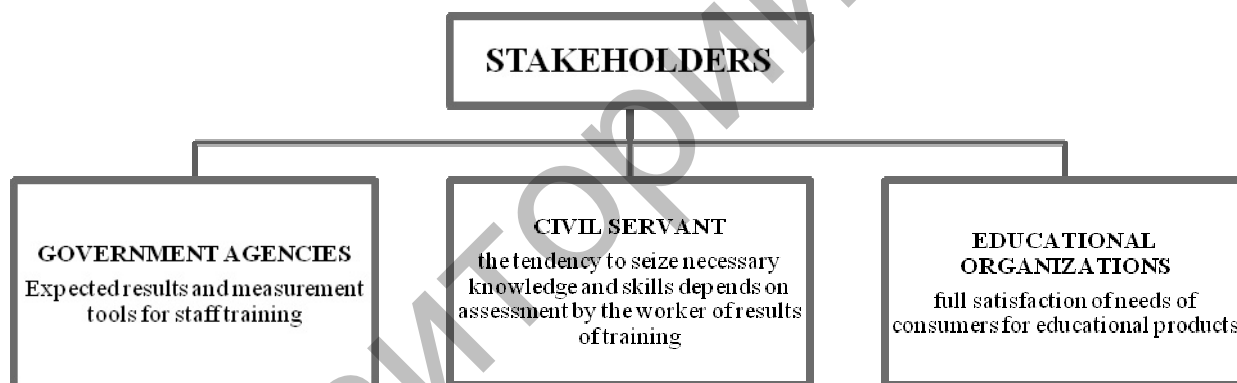 STAKEHOLDERS
GOVERNMENT AGENCIES
Expected results and measurement
tools for staff training
CIVIL SERVANT
the tendency to seize necessary
knowledge and skills depends on
assessment by the worker of results
of training
EDUCATIONAL
ORGANIZATIONS
full satisfaction of needs of
consumers for educational products